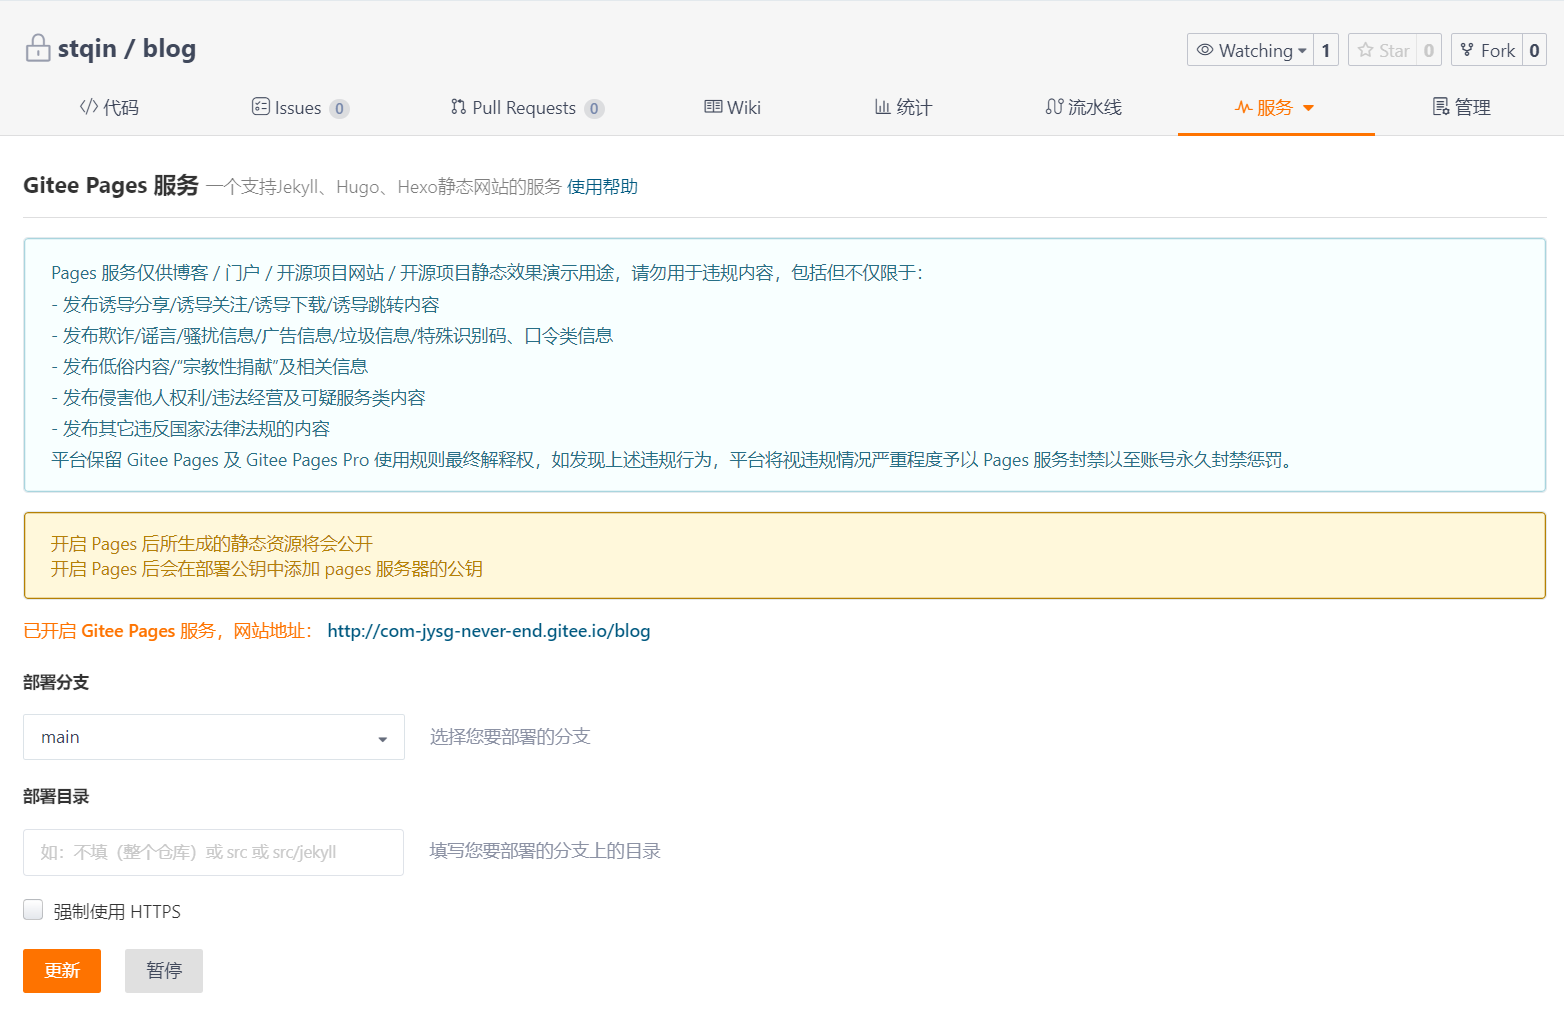 stqin / blog
Watching 1 Star 0 Fork 0
代码 Issues 0 Pull Requests 0 Wiki 统计 流水线 服务 管理
Gitee Pages 服务 一个支持Jekyll、Hugo、Hexo静态网站的服务 使用帮助
Pages 服务仅供博客 / 门户 / 开源项目网站 / 开源项目静态效果演示用途，请勿用于违规内容，包括但不仅限于：
- 发布诱导分享/诱导关注/诱导下载/诱导跳转内容
- 发布欺诈/谣言/骚扰信息/广告信息/垃圾信息/特殊识别码、口令类信息
- 发布低俗内容/“宗教性捐献”及相关信息
- 发布侵害他人权利/违法经营及可疑服务类内容
- 发布其它违反国家法律法规的内容
平台保留 Gitee Pages 及 Gitee Pages Pro 使用规则最终解释权，如发现上述违规行为，平台将视违规情况严重程度予以 Pages 服务封禁以至账号永久封禁惩罚。
开启 Pages 后所生成的静态资源将会公开
开启 Pages 后会在部署公钥中添加 pages 服务器的公钥
已开启 Gitee Pages 服务，网站地址： http://com-jysg-never-end.gitee.io/blog
部署分支
main 选择您要部署的分支
部署目录
如：不填（整个仓库）或 src 或 src/jekyll 填写您要部署的分支上的目录
强制使用 HTTPS
更新 暂停